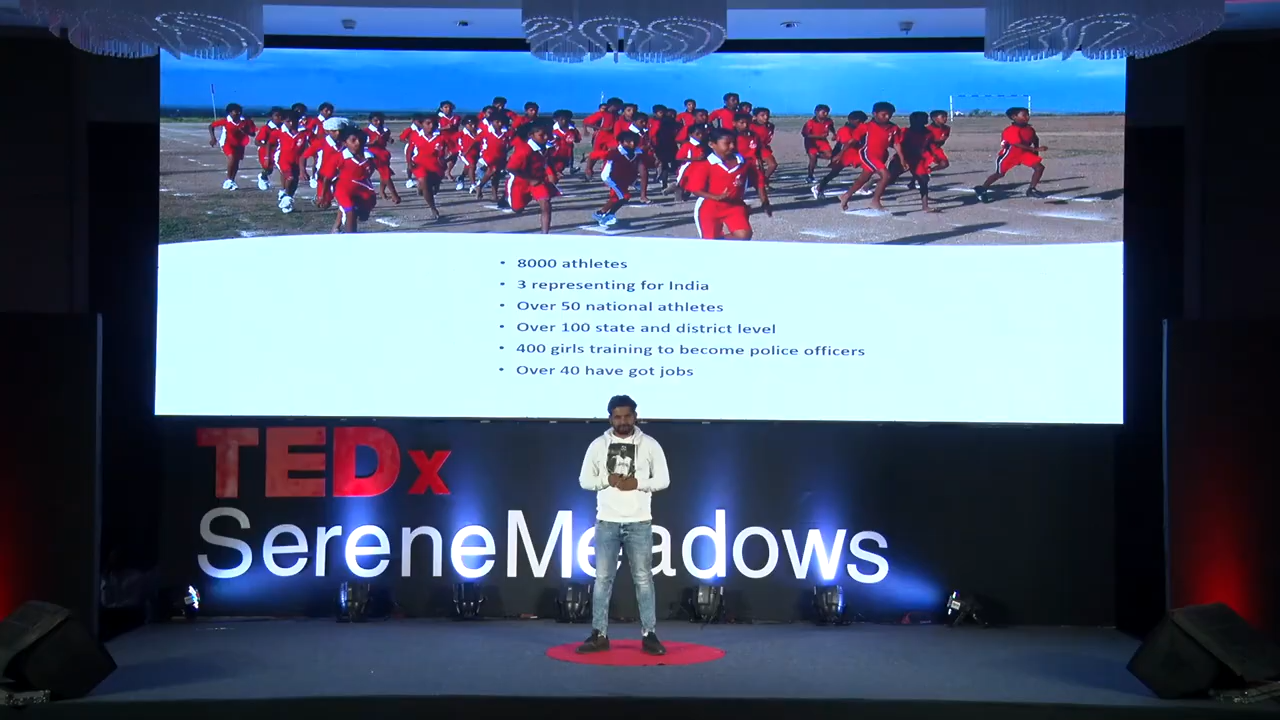 • 8000 athletes
• 3 representing for India
• Over 50 national athletes
• Over 100 state and district level
• 400 girls training to become police officers
• Over 40 have got jobs
TEDx
SereneMeadows